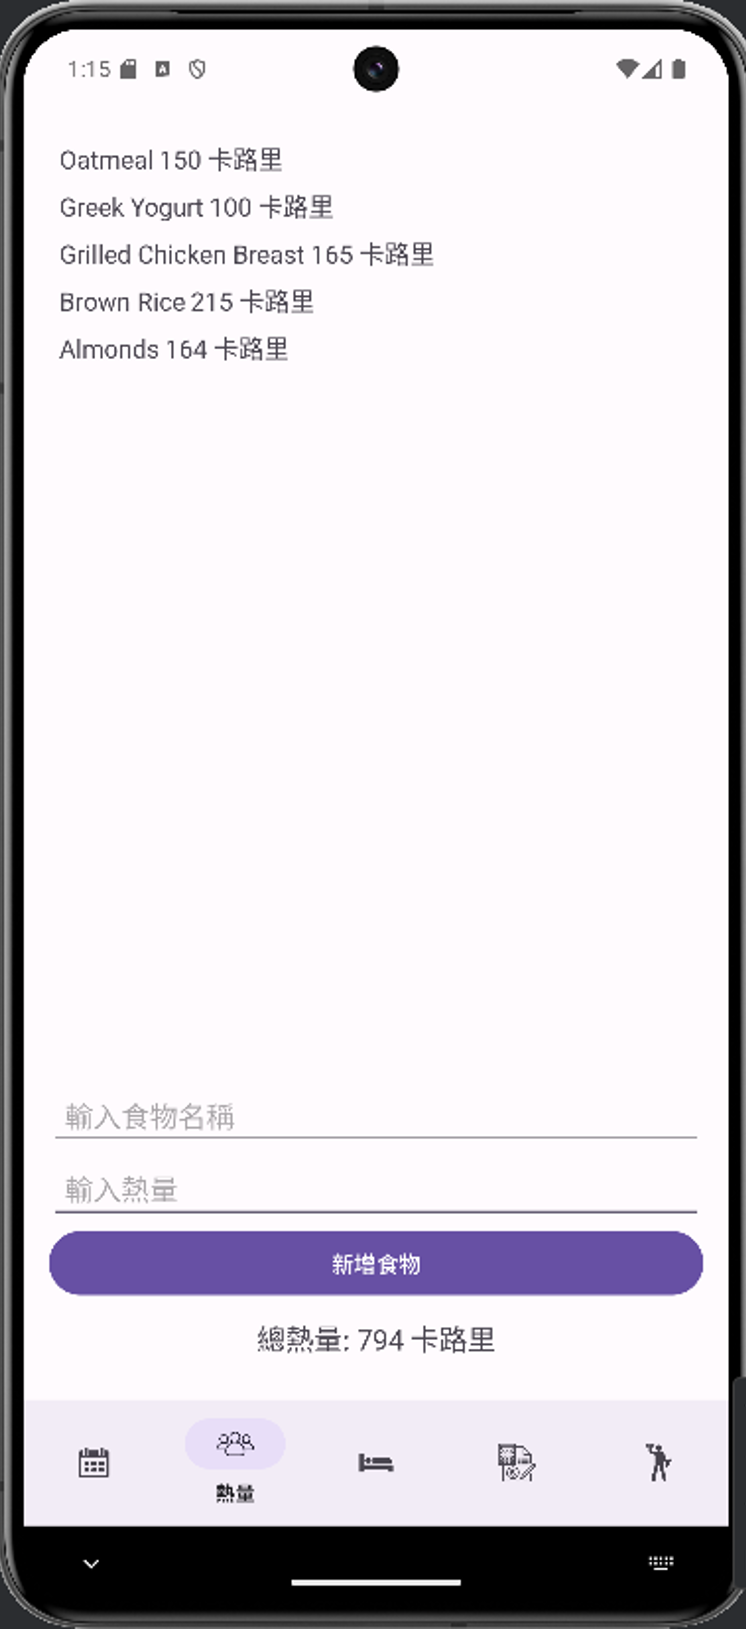 1:15
Oatmeal 150 卡路里
Greek Yogurt 100 卡路里
Grilled Chicken Breast 165 卡路里
Brown Rice 215 卡路里
Almonds 164 卡路里
輸入食物名稱
輸入熱量
新增食物
總熱量: 794 卡路里
熱量